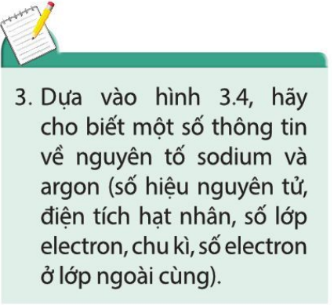 3. Dựa vào hình 3.4, hãy
cho biết một số thông tin
về nguyên tố sodium và
argon (số hiệu nguyên tử,
điện tích hạt nhân, số lớp
electron, chu kì, số electron
ở lớp ngoài cùng).